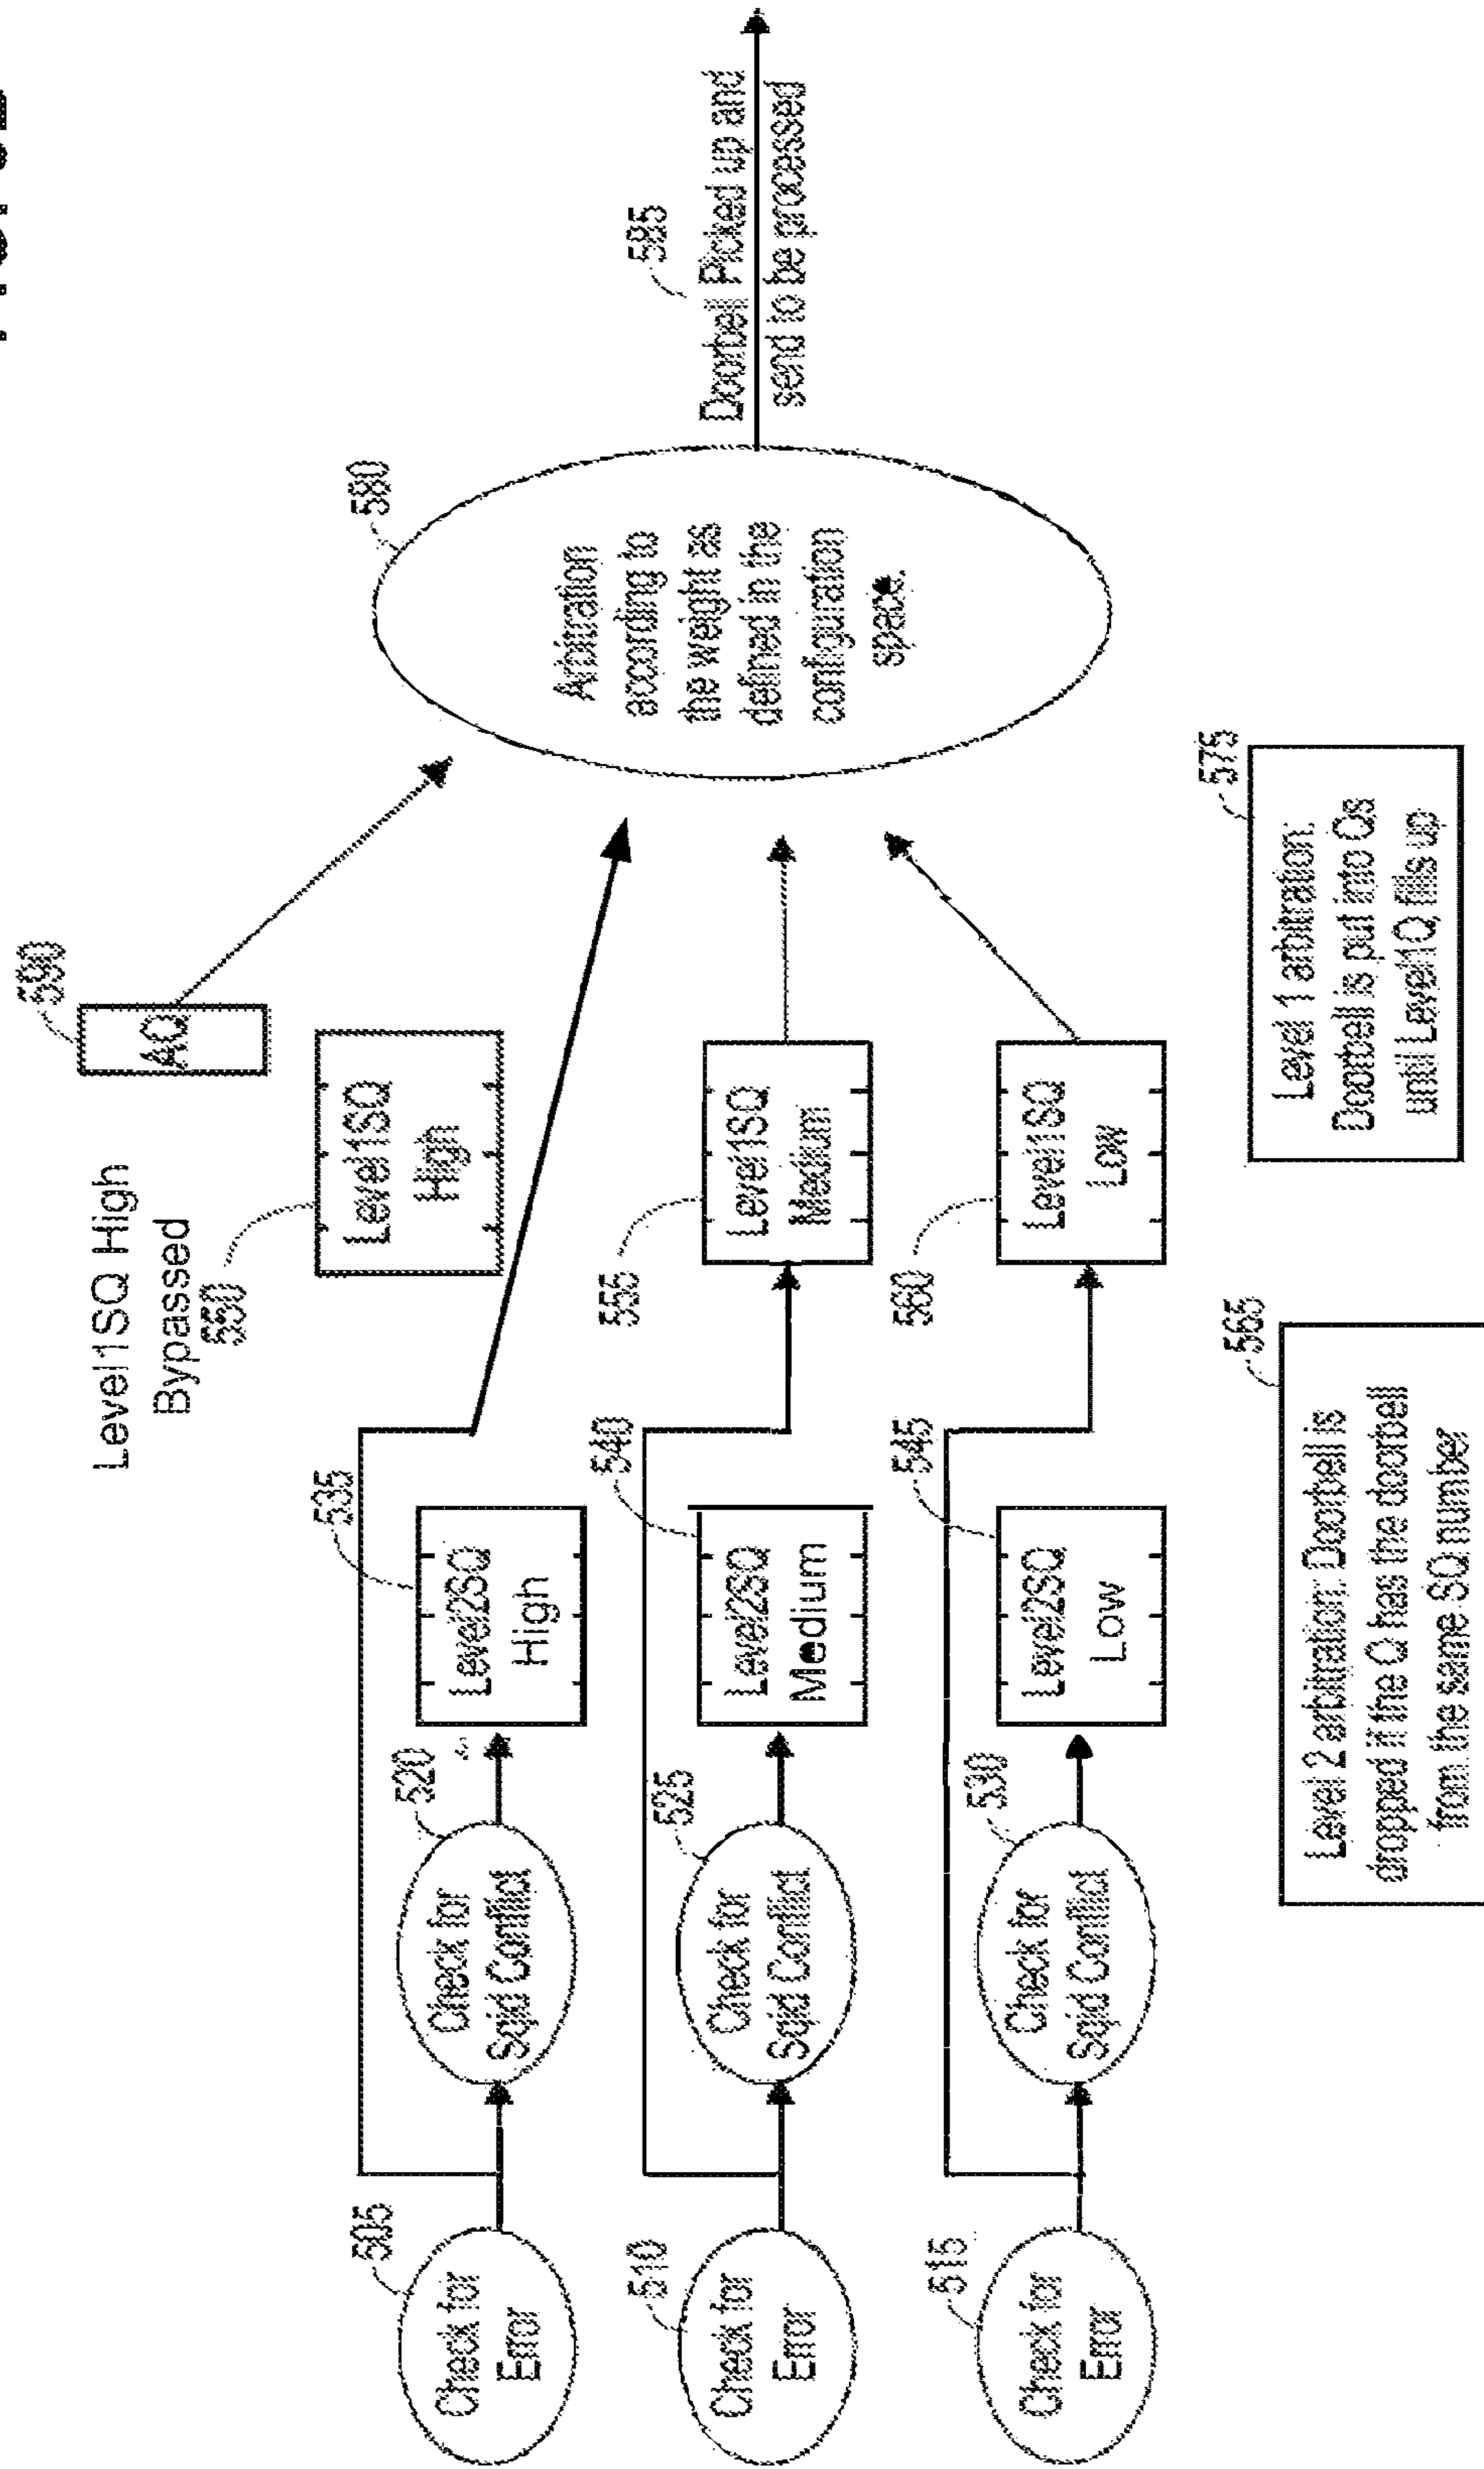 590
AQ
Level1SQ High
Bypassed
550
Level1SQ
High
505
Check for
Error
520
Check for
Sqid Conflict
535
Level2SQ
High
510
Check for
Error
525
Check for
Sqid Conflict
540
Level2SQ
Medium
555
Level1SQ
Medium
515
Check for
Error
530
Check for
Sqid Conflict
545
Level2SQ
Low
560
Level1SQ
Low
580
Arbitration
according to
the weight as
defined in the
configuration
space.
585
Doorbell Picked up and
send to be processed
565
Level 2 arbitration: Doorbell is
dropped if the Q has the doorbell
from the same SQ number
575
Level 1 arbitration:
Doorbell is put into Qs
until Level1Q fills up